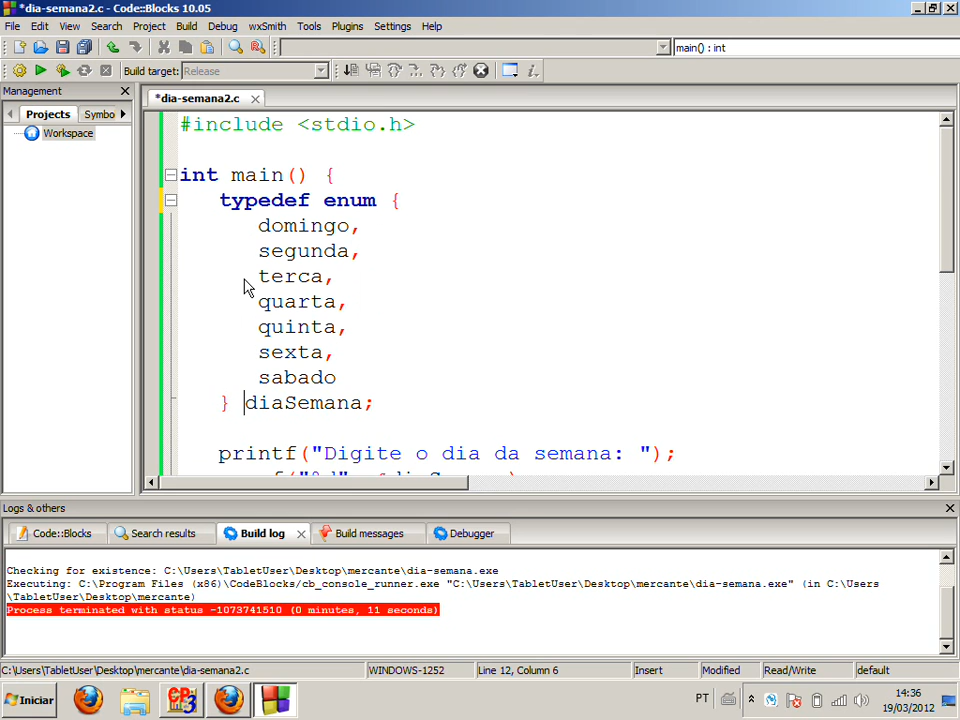 *dia-semana2.c - Code::Blocks 10.05
File Edit View Search Project Build Debug wxSmith Tools Plugins Settings Help
main() : int
Build target: Release
Management
*dia-semana2.c
Projects Symbo
Workspace
#include <stdio.h>
int main() {
typedef enum {
domingo,
segunda,
terca,
quarta,
quinta,
sexta,
sabado
} diaSemana;
printf("Digite o dia da semana: ");
Logs & others
Code::Blocks Search results Build log Build messages Debugger
Checking for existence: C:\Users\TabletUser\Desktop\mercante\dia-semana.exe
Executing: C:\Program Files (x86)\CodeBlocks/cb_console_runner.exe "C:\Users\TabletUser\Desktop\mercante\dia-semana.exe" (in C:\Users
\TabletUser\Desktop\mercante)
Process terminated with status -1073741510 (0 minutes, 11 seconds)
C:\Users\TabletUser\Desktop\mercante\dia-semana2.c WINDOWS-1252 Line 12, Column 6 Insert Modified Read/Write default
Iniciar PT 14:36
19/03/2012